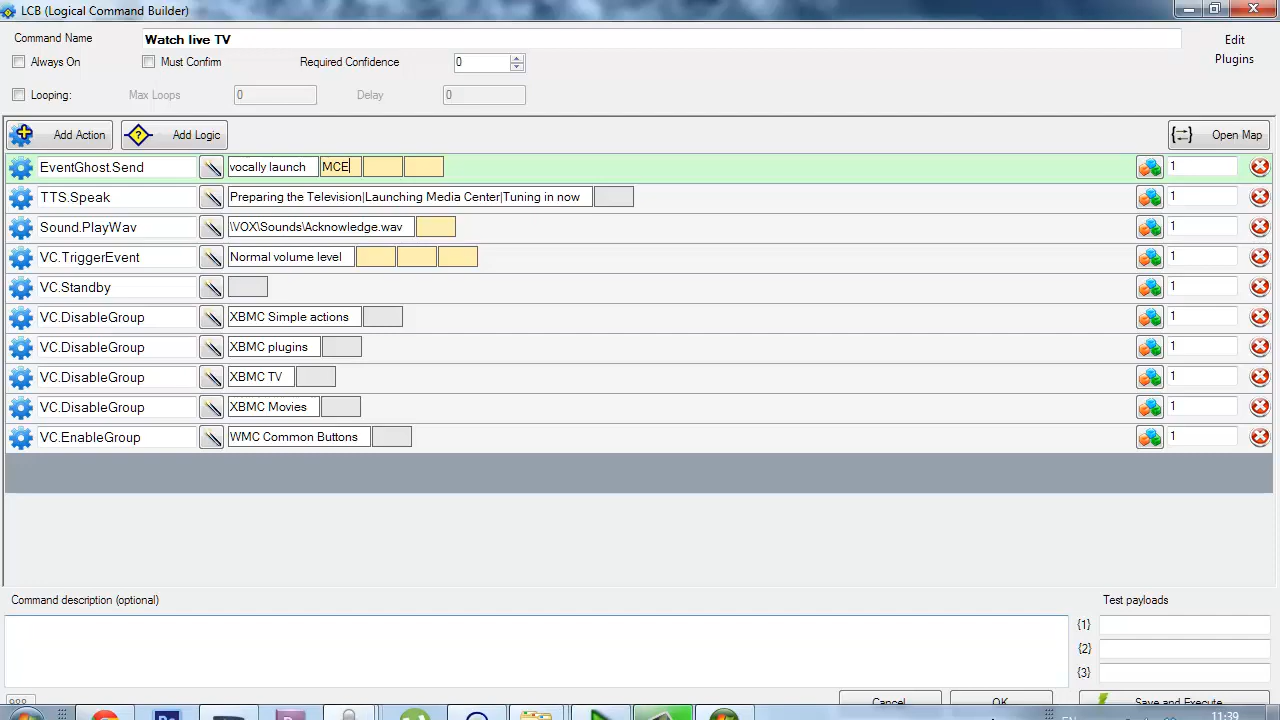 LCB (Logical Command Builder)
Command Name Watch live TV Edit
Always On Must Confirm Required Confidence 0 Plugins
Looping: Max Loops 0 Delay 0
Add Action Add Logic Open Map
EventGhost.Send vocally launch MCE 1
TTS.Speak Preparing the Television|Launching Media Center|Tuning in now 1
Sound.PlayWav \VOX\Sounds\Acknowledge.wav 1
VC.TriggerEvent Normal volume level 1
VC.Standby 1
VC.DisableGroup XBMC Simple actions 1
VC.DisableGroup XBMC plugins 1
VC.DisableGroup XBMC TV 1
VC.DisableGroup XBMC Movies 1
VC.EnableGroup WMC Common Buttons 1
Command description (optional) Test payloads
{1}
{2}
{3}
Cancel OK Save and Execute
EN 11:39